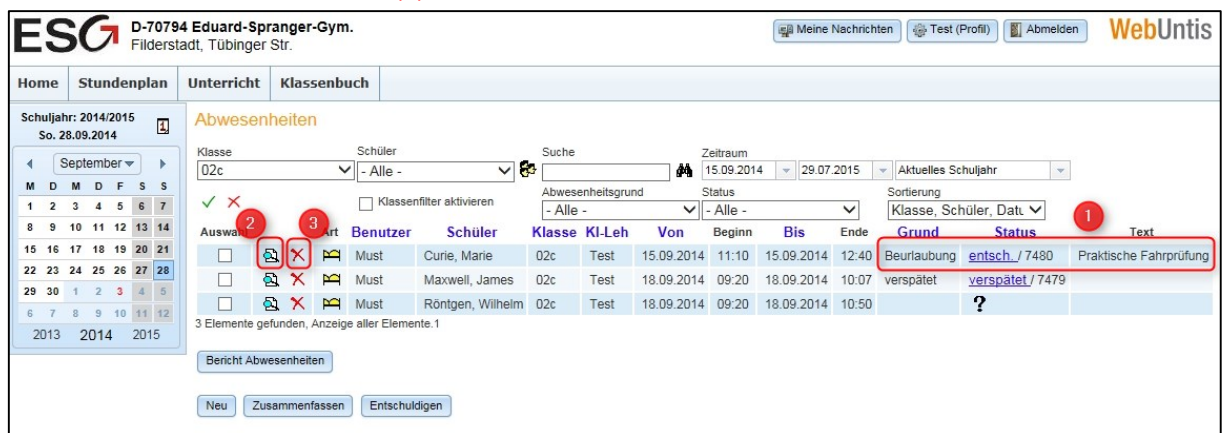 ESG D-70794 Eduard-Spranger-Gym. Meine Nachrichten Test (Profil) Abmelden WebUntis
Filderstadt, Tübinger Str.
Home Stundenplan Unterricht Klassenbuch
Schuljahr: 2014/2015
So. 28.09.2014
1
September
M D M D F S S
1 2 3 4 5 6 7
8 9 10 11 12 13 14
15 16 17 18 19 20 21
22 23 24 25 26 27 28
29 30 1 2 3 4 5
6 7 8 9 10 11 12
2013 2014 2015
Abwesenheiten
Klasse Schüler Suche Zeitraum
02c - Alle - 15.09.2014 29.07.2015 Aktuelles Schuljahr
Abwesenheitsgrund Status Sortierung
Klassenfilter aktivieren - Alle - - Alle - Klasse, Schüler, Datu
2 3 1
Auswahl Art Benutzer Schüler Klasse Kl-Leh Von Beginn Bis Ende Grund Status Text
Must Curie, Marie 02c Test 15.09.2014 11:10 15.09.2014 12:40 Beurlaubung entsch. / 7480 Praktische Fahrprüfung
Must Maxwell, James 02c Test 18.09.2014 09:20 18.09.2014 10:07 verspätet verspätet / 7479
Must Röntgen, Wilhelm 02c Test 18.09.2014 09:20 18.09.2014 10:50 ?
3 Elemente gefunden, Anzeige aller Elemente.1
Bericht Abwesenheiten
Neu Zusammenfassen Entschuldigen